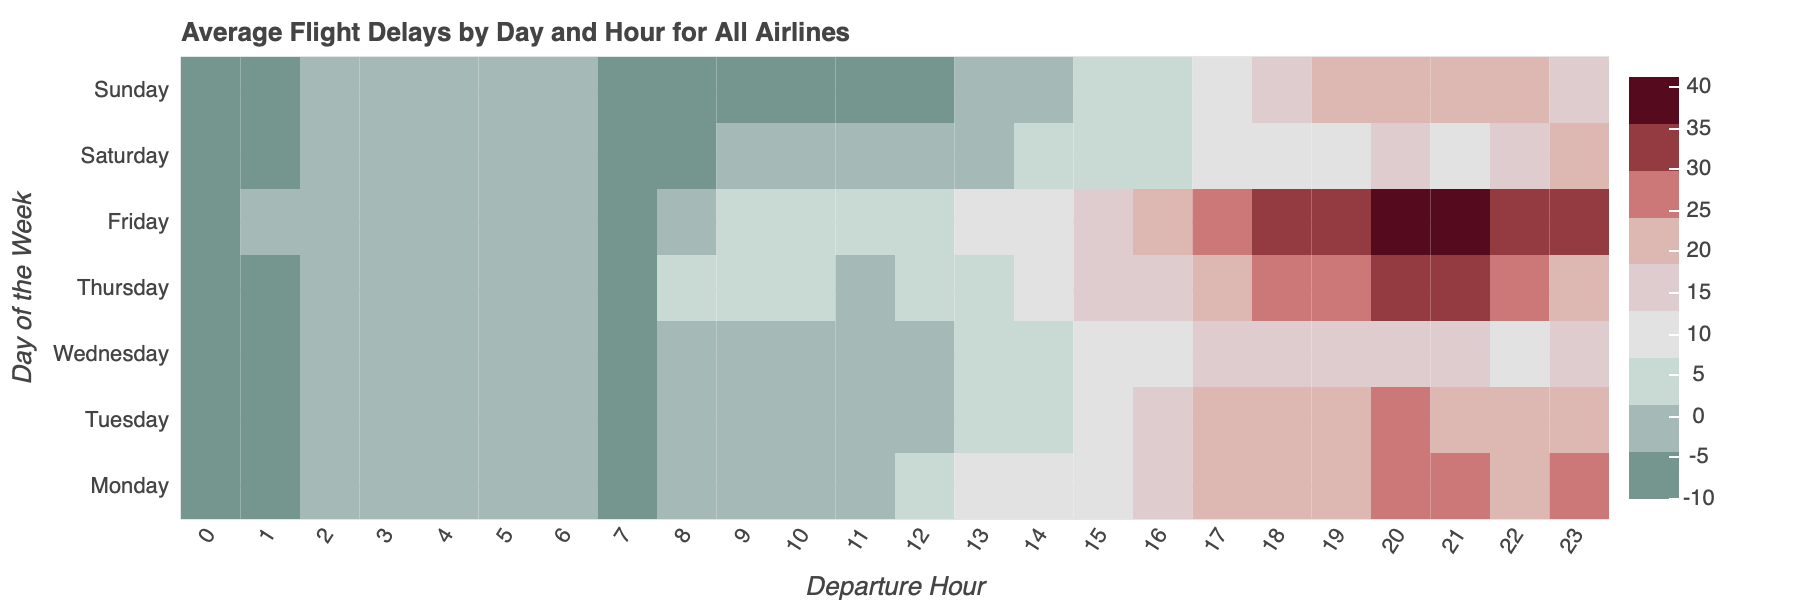 Average Flight Delays by Day and Hour for All Airlines
Day of the Week
Sunday
Saturday
Friday
Thursday
Wednesday
Tuesday
Monday
0 1 2 3 4 5 6 7 8 9 10 11 12 13 14 15 16 17 18 19 20 21 22 23
Departure Hour
40
35
30
25
20
15
10
5
0
-5
-10